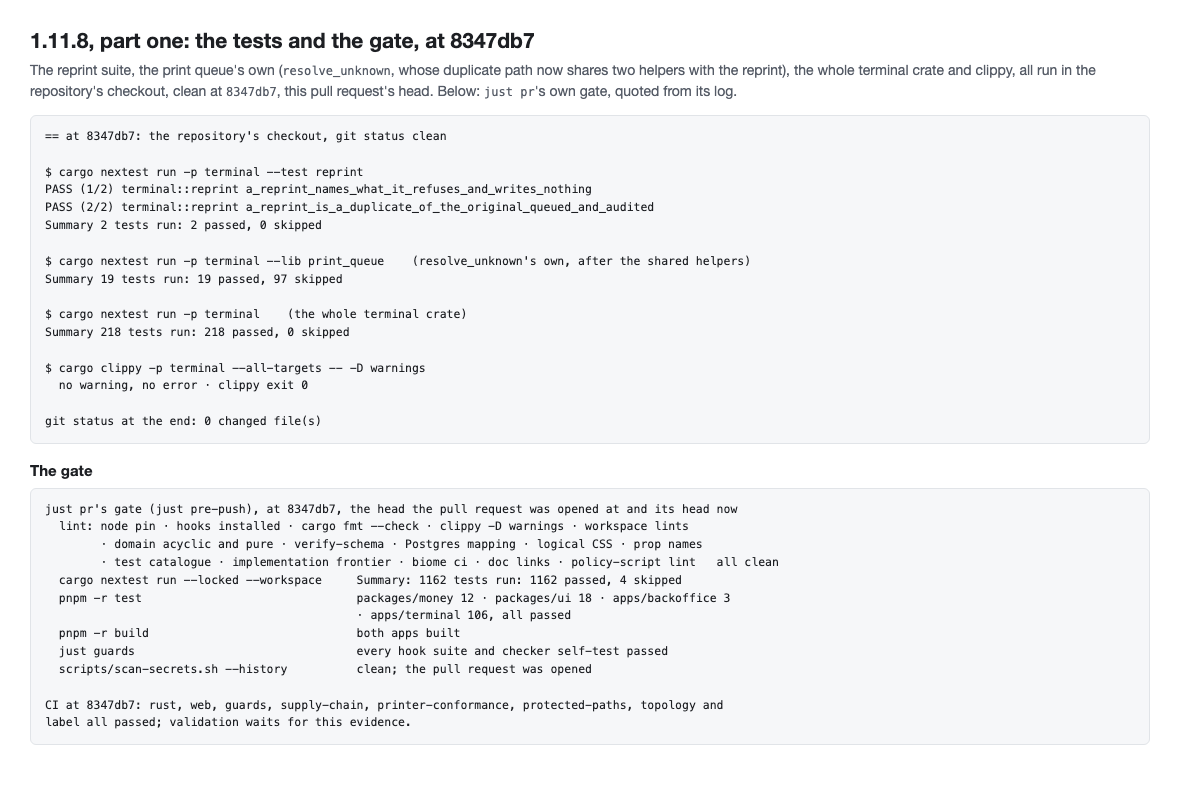 1.11.8, part one: the tests and the gate, at 8347db7
The reprint suite, the print queue's own (resolve_unknown, whose duplicate path now shares two helpers with the reprint), the whole terminal crate and clippy, all run in the
repository's checkout, clean at 8347db7, this pull request's head. Below: just pr's own gate, quoted from its log.
== at 8347db7: the repository's checkout, git status clean
$ cargo nextest run -p terminal --test reprint
PASS (1/2) terminal::reprint a_reprint_names_what_it_refuses_and_writes_nothing
PASS (2/2) terminal::reprint a_reprint_is_a_duplicate_of_the_original_queued_and_audited
Summary 2 tests run: 2 passed, 0 skipped
$ cargo nextest run -p terminal --lib print_queue    (resolve_unknown's own, after the shared helpers)
Summary 19 tests run: 19 passed, 97 skipped
$ cargo nextest run -p terminal    (the whole terminal crate)
Summary 218 tests run: 218 passed, 0 skipped
$ cargo clippy -p terminal --all-targets -- -D warnings
no warning, no error · clippy exit 0
git status at the end: 0 changed file(s)
The gate
just pr's gate (just pre-push), at 8347db7, the head the pull request was opened at and its head now
lint: node pin · hooks installed · cargo fmt --check · clippy -D warnings · workspace lints
· domain acyclic and pure · verify-schema · Postgres mapping · logical CSS · prop names
· test catalogue · implementation frontier · biome ci · doc links · policy-script lint   all clean
cargo nextest run --locked --workspace     Summary: 1162 tests run: 1162 passed, 4 skipped
pnpm -r test     packages/money 12 · packages/ui 18 · apps/backoffice 3
· apps/terminal 106, all passed
pnpm -r build     both apps built
just guards     every hook suite and checker self-test passed
scripts/scan-secrets.sh --history     clean; the pull request was opened
CI at 8347db7: rust, web, guards, supply-chain, printer-conformance, protected-paths, topology and
label all passed; validation waits for this evidence.